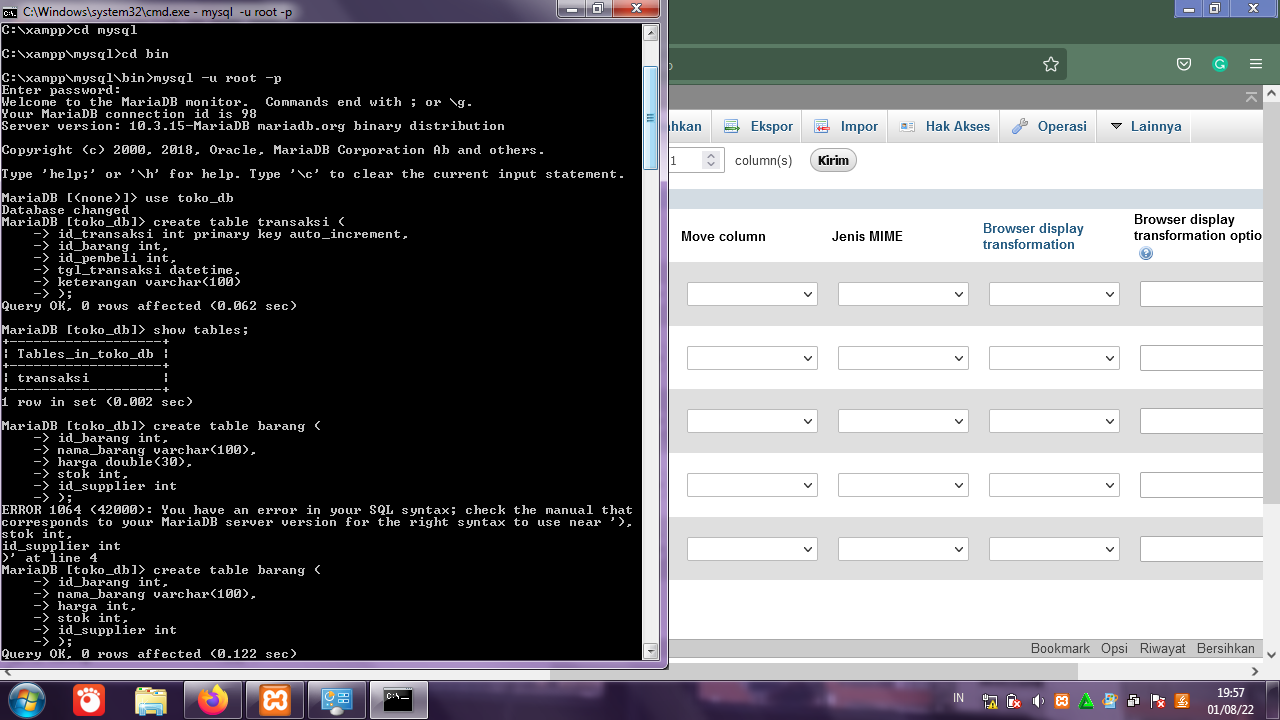 C:\Windows\system32\cmd.exe - mysql -u root -p
C:\xampp>cd mysql
C:\xampp\mysql>cd bin
C:\xampp\mysql\bin>mysql -u root -p
Enter password:
Welcome to the MariaDB monitor.  Commands end with ; or \g.
Your MariaDB connection id is 98
Server version: 10.3.15-MariaDB mariadb.org binary distribution
Copyright (c) 2000, 2018, Oracle, MariaDB Corporation Ab and others.
Type 'help;' or '\h' for help. Type '\c' to clear the current input statement.
MariaDB [(none)]> use toko_db
Database changed
MariaDB [toko_db]> create table transaksi (
    -> id_transaksi int primary key auto_increment,
    -> id_barang int,
    -> id_pembeli int,
    -> tgl_transaksi datetime,
    -> keterangan varchar(100)
    -> );
Query OK, 0 rows affected (0.062 sec)
MariaDB [toko_db]> show tables;
+-------------------+
¦ Tables_in_toko_db ¦
+-------------------+
¦ transaksi         ¦
+-------------------+
1 row in set (0.002 sec)
MariaDB [toko_db]> create table barang (
    -> id_barang int,
    -> nama_barang varchar(100),
    -> harga double(30),
    -> stok int,
    -> id_supplier int
    -> );
ERROR 1064 (42000): You have an error in your SQL syntax; check the manual that
corresponds to your MariaDB server version for the right syntax to use near '),
stok int,
id_supplier int
)' at line 4
MariaDB [toko_db]> create table barang (
    -> id_barang int,
    -> nama_barang varchar(100),
    -> harga int,
    -> stok int,
    -> id_supplier int
    -> );
Query OK, 0 rows affected (0.122 sec)
ahkan
Ekspor
Impor
Hak Akses
Operasi
Lainnya
1
column(s)
Kirim
Move column
Jenis MIME
Browser display
transformation
Browser display
transformation optio
Bookmark Opsi Riwayat Bersihkan
IN
19:57
01/08/22